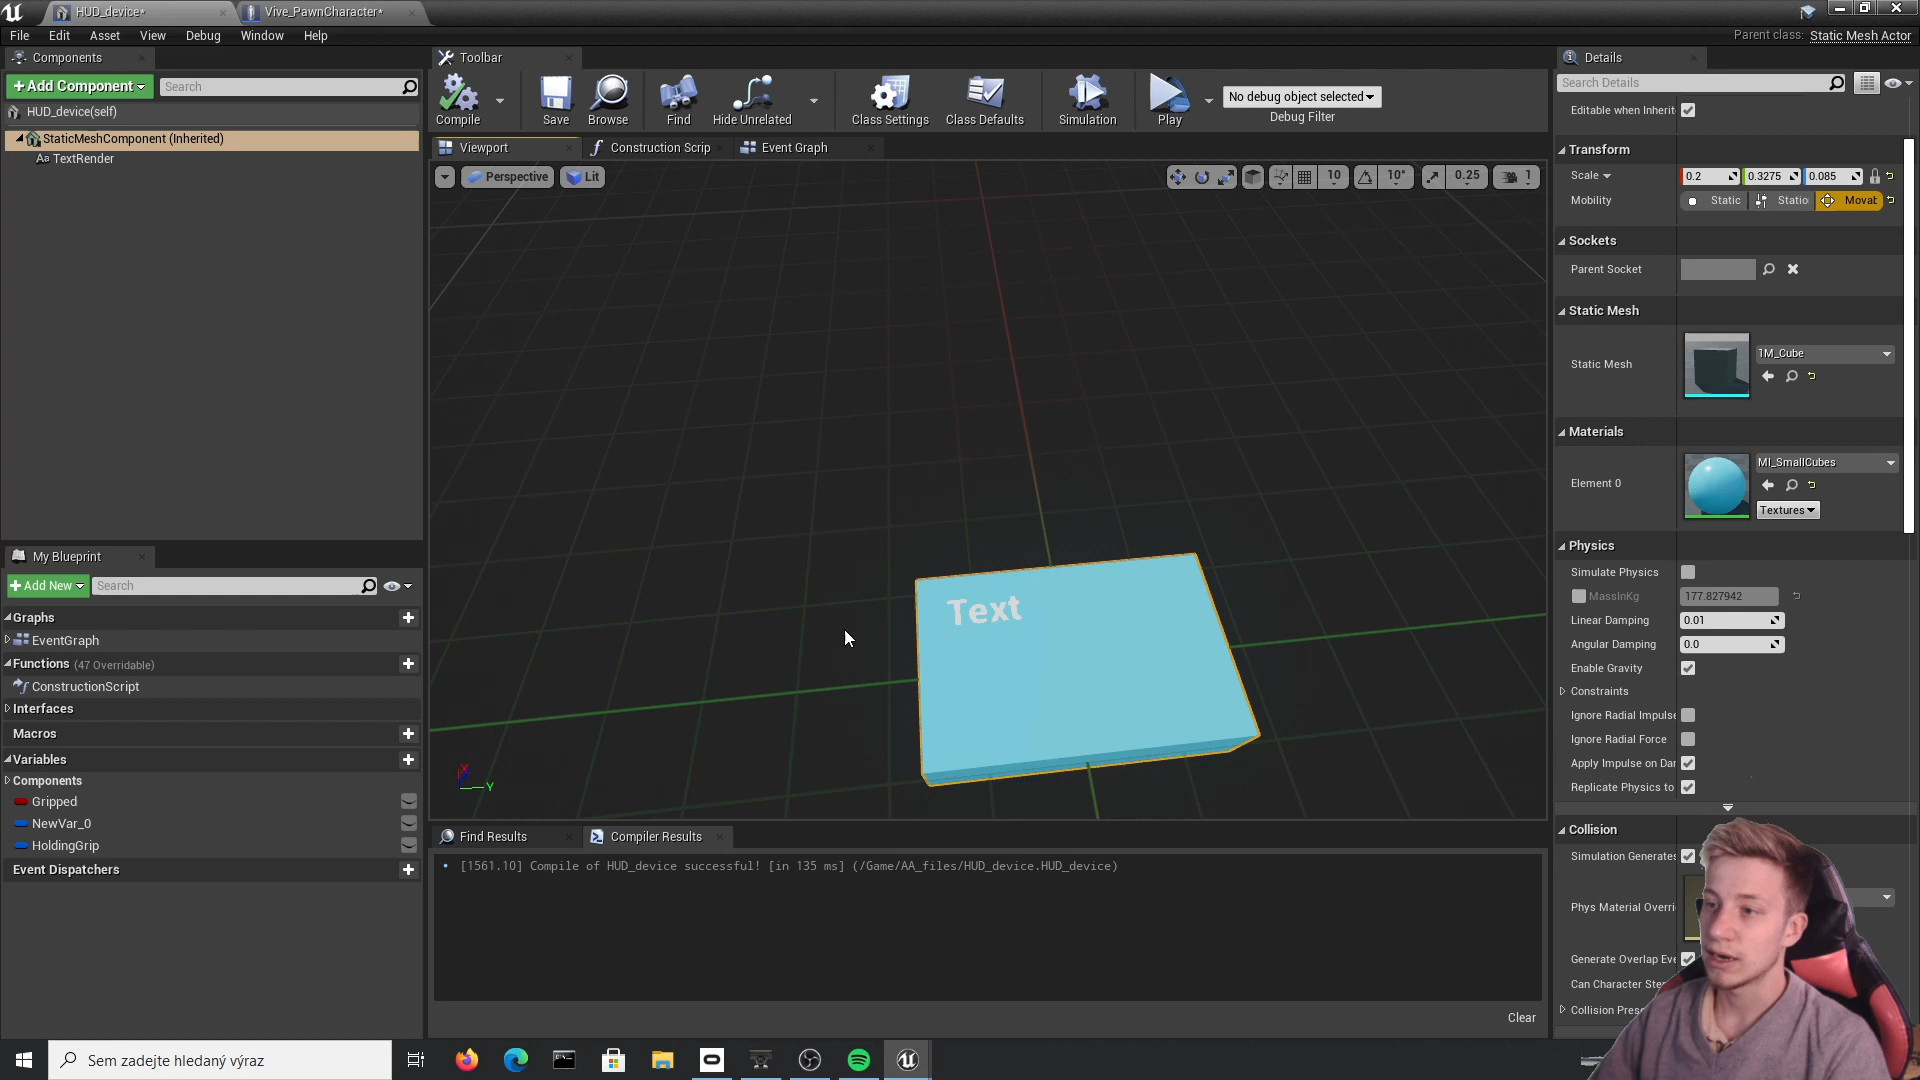 HUD_device*
Vive_PawnCharacter*
File Edit Asset View Debug Window Help
Parent class: Static Mesh Actor
Components
+Add Component
Search
HUD_device(self)
StaticMeshComponent (Inherited)
TextRender
My Blueprint
+Add New
Search
Graphs
EventGraph
Functions (47 Overridable)
ConstructionScript
Interfaces
Macros
Variables
Components
Gripped
NewVar_0
HoldingGrip
Event Dispatchers
Toolbar
Compile
Save
Browse
Find
Hide Unrelated
Class Settings
Class Defaults
Simulation
Play
No debug object selected
Debug Filter
Viewport
Construction Scrip
Event Graph
Perspective
Lit
10
10°
0.25
1
Text
X
Y
Find Results
Compiler Results
[1561.10] Compile of HUD_device successful! [in 135 ms] (/Game/AA_files/HUD_device.HUD_device)
Clear
Details
Search Details
Editable when Inherit
Transform
Scale 0.2 0.3275 0.085
Mobility Static Statio Movat
Sockets
Parent Socket
Static Mesh
Static Mesh
1M_Cube
Materials
Element 0
MI_SmallCubes
Textures
Physics
Simulate Physics
MassInKg 177.827942
Linear Damping 0.01
Angular Damping 0.0
Enable Gravity
Constraints
Ignore Radial Impulse
Ignore Radial Force
Apply Impulse on Dar
Replicate Physics to
Collision
Simulation Generates
Phys Material Overri
Generate Overlap Eve
Can Character Ste
Collision Pres
Sem zadejte hledaný výraz